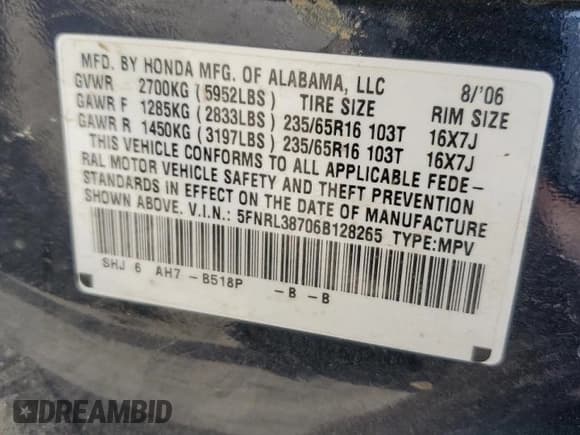 MFD. BY HONDA MFG. OF ALABAMA, LLC 8/'06
GVWR 2700KG (5952LBS) TIRE SIZE RIM SIZE
GAWR F 1285KG (2833LBS) 235/65R16 103T 16X7J
GAWR R 1450KG (3197LBS) 235/65R16 103T 16X7J
THIS VEHICLE CONFORMS TO ALL APPLICABLE FEDE-
RAL MOTOR VEHICLE SAFETY AND THEFT PREVENTION
STANDARDS IN EFFECT ON THE DATE OF MANUFACTURE
SHOWN ABOVE. V.I.N.: 5FNRL38706B128265 TYPE:MPV
SHJ 6 AH7 -B518P -B -B
DREAMBID